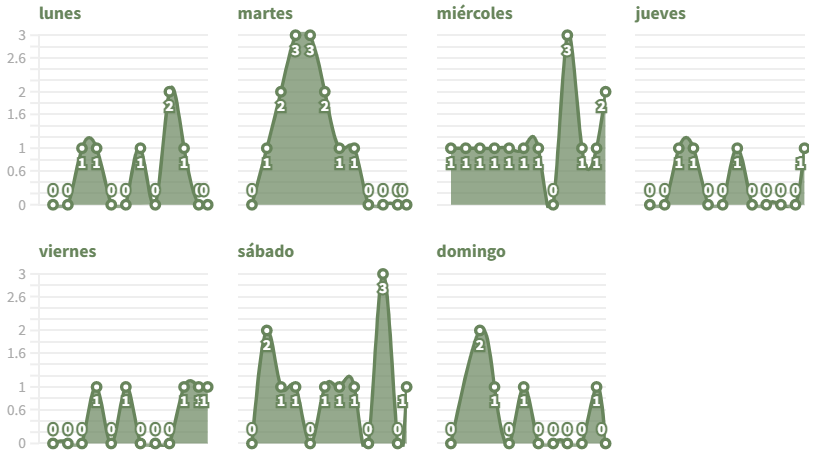 lunes martes miércoles jueves
3
3 3 3
2.6
2
2 2 2 2
1.6
1
1 1 1 1 1 1 1 1 1 1 1 1 1 1 1 1 1 1 1 1
0.6
0 0 0 0 0 0 0 0 0 0 0 0 0 0 0 0 0 0 0 0 0
0
viernes sábado domingo
3
3
2.6
2
2 2
1.6
1
1 1 1 1 1 1 1 1 1 1 1 1 1 1
0.6
0 0 0 0 0 0 0 0 0 0 0 0 0 0 0 0 0 0
0